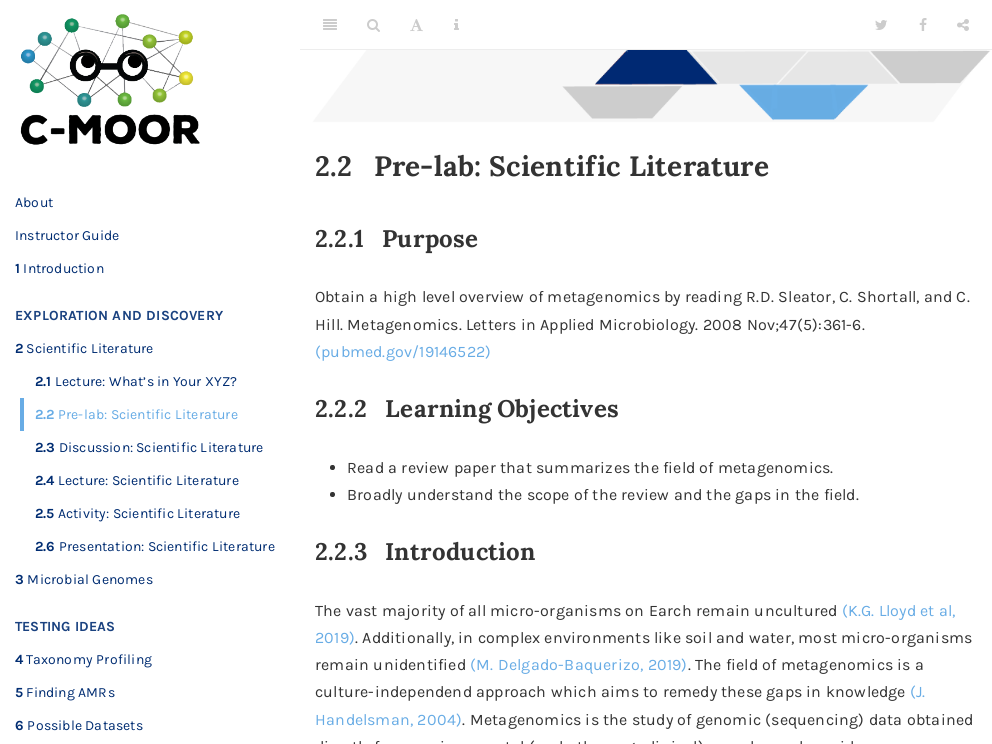 C-MOOR
About
Instructor Guide
1 Introduction
EXPLORATION AND DISCOVERY
2 Scientific Literature
2.1 Lecture: What's in Your XYZ?
2.2 Pre-lab: Scientific Literature
2.3 Discussion: Scientific Literature
2.4 Lecture: Scientific Literature
2.5 Activity: Scientific Literature
2.6 Presentation: Scientific Literature
3 Microbial Genomes
TESTING IDEAS
4 Taxonomy Profiling
5 Finding AMRs
6 Possible Datasets
A
2.2 Pre-lab: Scientific Literature
2.2.1 Purpose
Obtain a high level overview of metagenomics by reading R.D. Sleator, C. Shortall, and C.
Hill. Metagenomics. Letters in Applied Microbiology. 2008 Nov;47(5):361-6.
(pubmed.gov/19146522)
2.2.2 Learning Objectives
• Read a review paper that summarizes the field of metagenomics.
• Broadly understand the scope of the review and the gaps in the field.
2.2.3 Introduction
The vast majority of all micro-organisms on Earch remain uncultured (K.G. Lloyd et al,
2019). Additionally, in complex environments like soil and water, most micro-organisms
remain unidentified (M. Delgado-Baquerizo, 2019). The field of metagenomics is a
culture-independent approach which aims to remedy these gaps in knowledge (J.
Handelsman, 2004). Metagenomics is the study of genomic (sequencing) data obtained